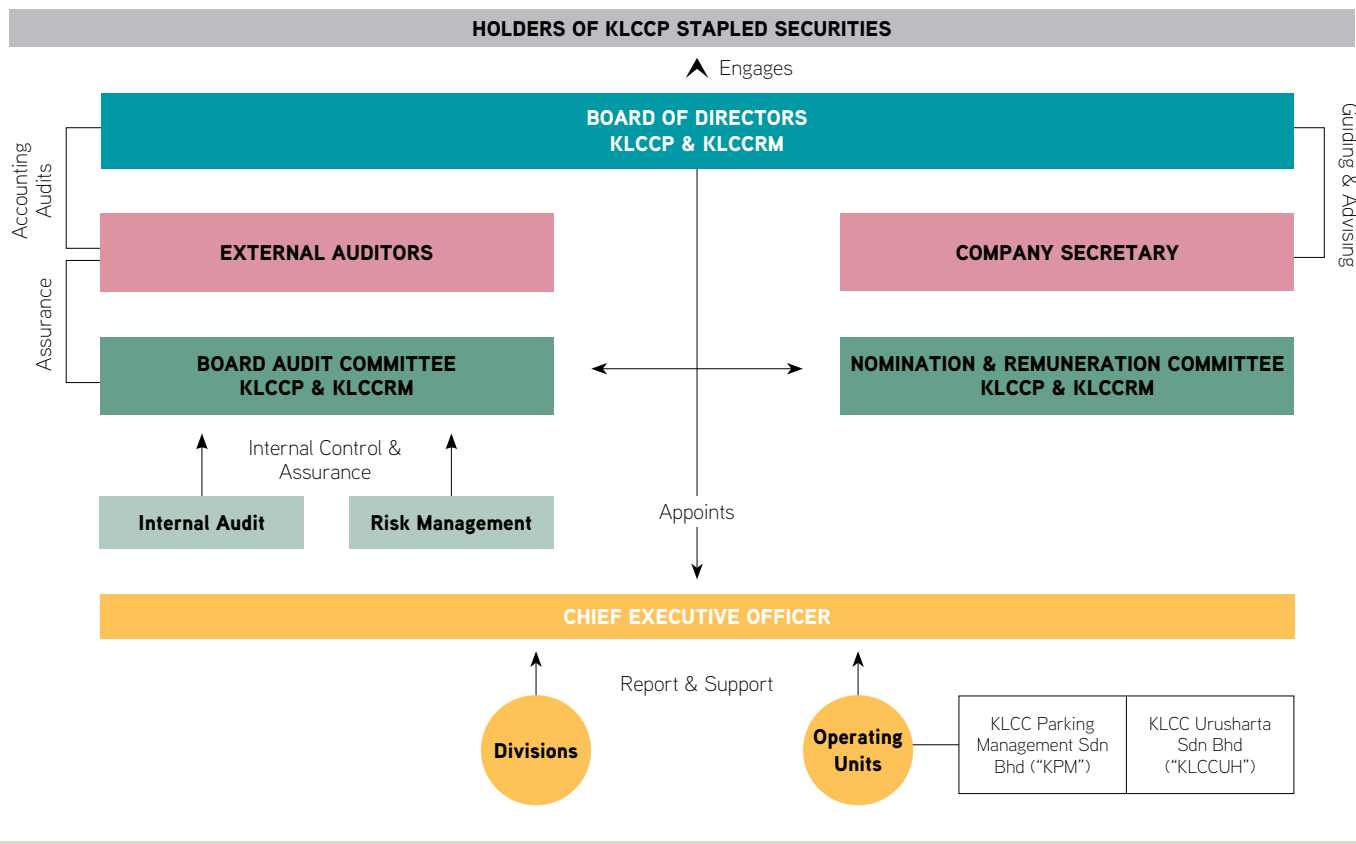 HOLDERS OF KLCCP STAPLED SECURITIES
Engages
BOARD OF DIRECTORS
KLCCP & KLCCRM
Accounting
Audits
Guiding & Advising
EXTERNAL AUDITORS
COMPANY SECRETARY
Assurance
BOARD AUDIT COMMITTEE
KLCCP & KLCCRM
NOMINATION & REMUNERATION COMMITTEE
KLCCP & KLCCRM
Internal Control &
Assurance
Internal Audit
Risk Management
Appoints
CHIEF EXECUTIVE OFFICER
Report & Support
Divisions
Operating
Units
KLCC Parking
Management Sdn
Bhd (“KPM”)
KLCC Urusharta
Sdn Bhd
(“KLCCUH”)